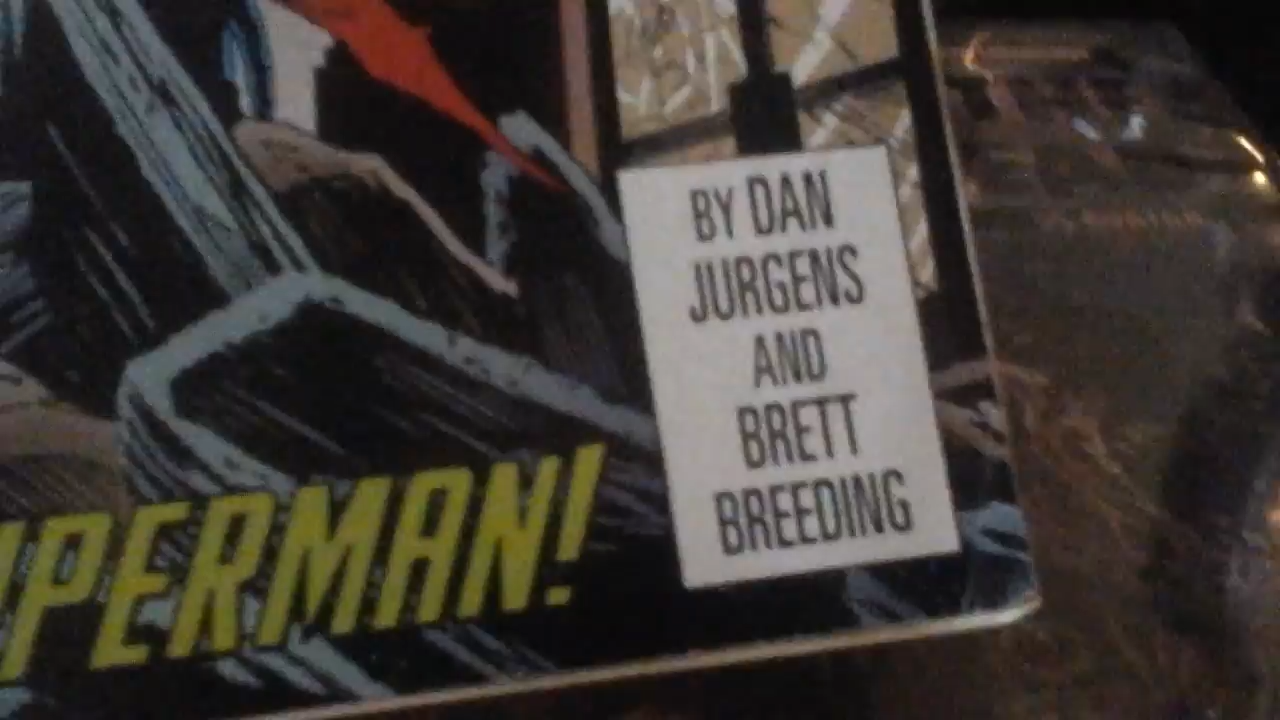 BY DAN
JURGENS
AND
BRETT
BREEDING
PERMAN!